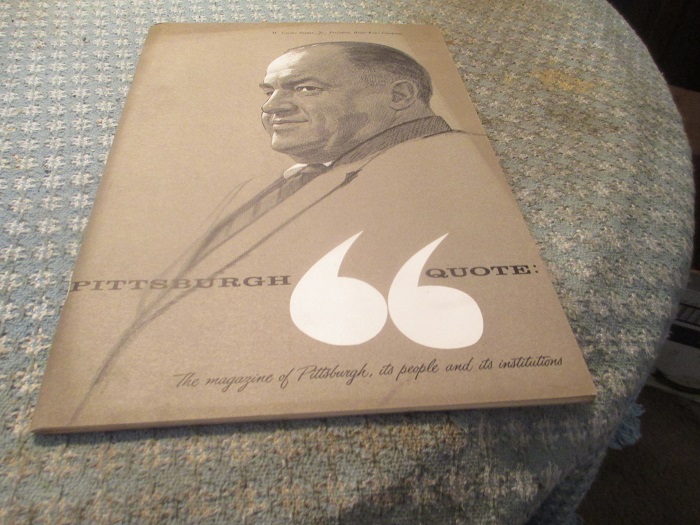 PITTSBURGH QUOTE:
The magazine of Pittsburgh, its people and its institutions